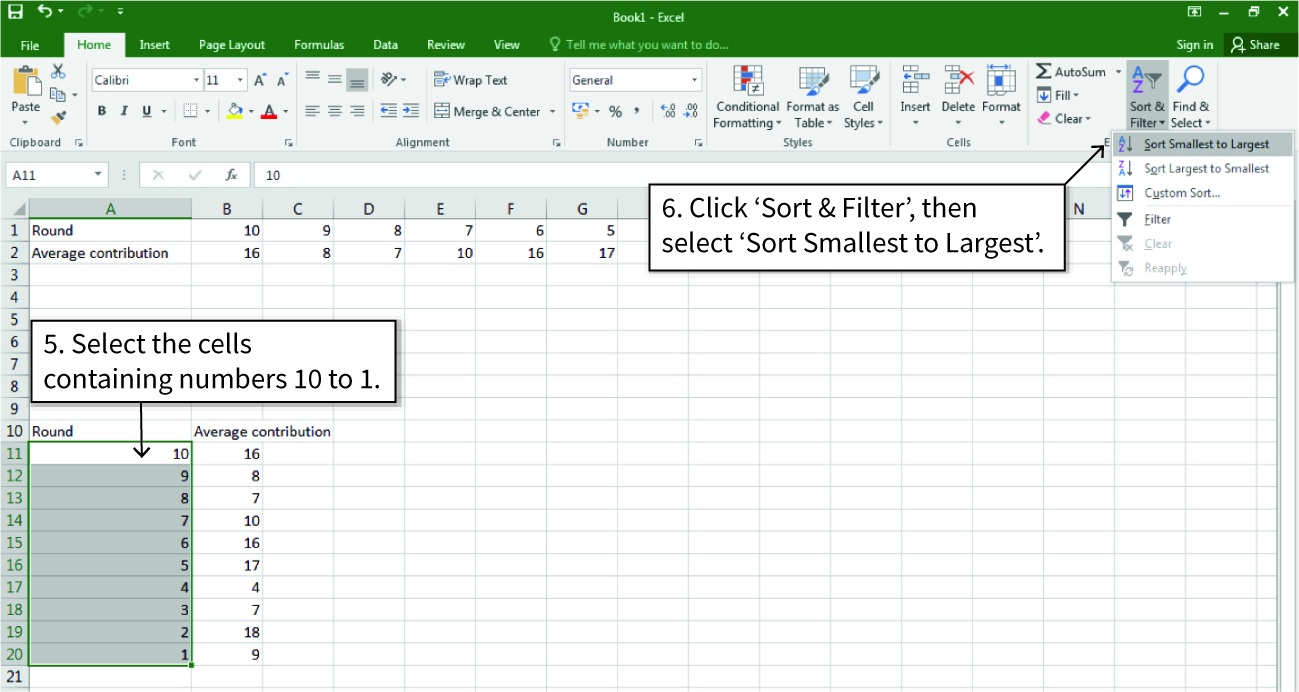 Book1 - Excel
File Home Insert Page Layout Formulas Data Review View Tell me what you want to do... Sign in Share
Paste
Clipboard
Calibri 11
B I U
Font
Wrap Text
Merge & Center
Alignment
General
% ,
Number
Conditional Formatting
Format as Table
Cell Styles
Styles
Insert Delete Format
Cells
AutoSum
Fill
Clear
Sort & Filter
Find & Select
Sort Smallest to Largest
Sort Largest to Smallest
Custom Sort...
Filter
Clear
Reapply
A11 fx 10
6. Click ‘Sort & Filter’, then
select ‘Sort Smallest to Largest’.
A B C D E F G N
1 Round 10 9 8 7 6 5
2 Average contribution 16 8 7 10 16 17
3
4
5
6
7
8
9
5. Select the cells
containing numbers 10 to 1.
10 Round Average contribution
11 10 16
12 9 8
13 8 7
14 7 10
15 6 16
16 5 17
17 4 4
18 3 7
19 2 18
20 1 9
21